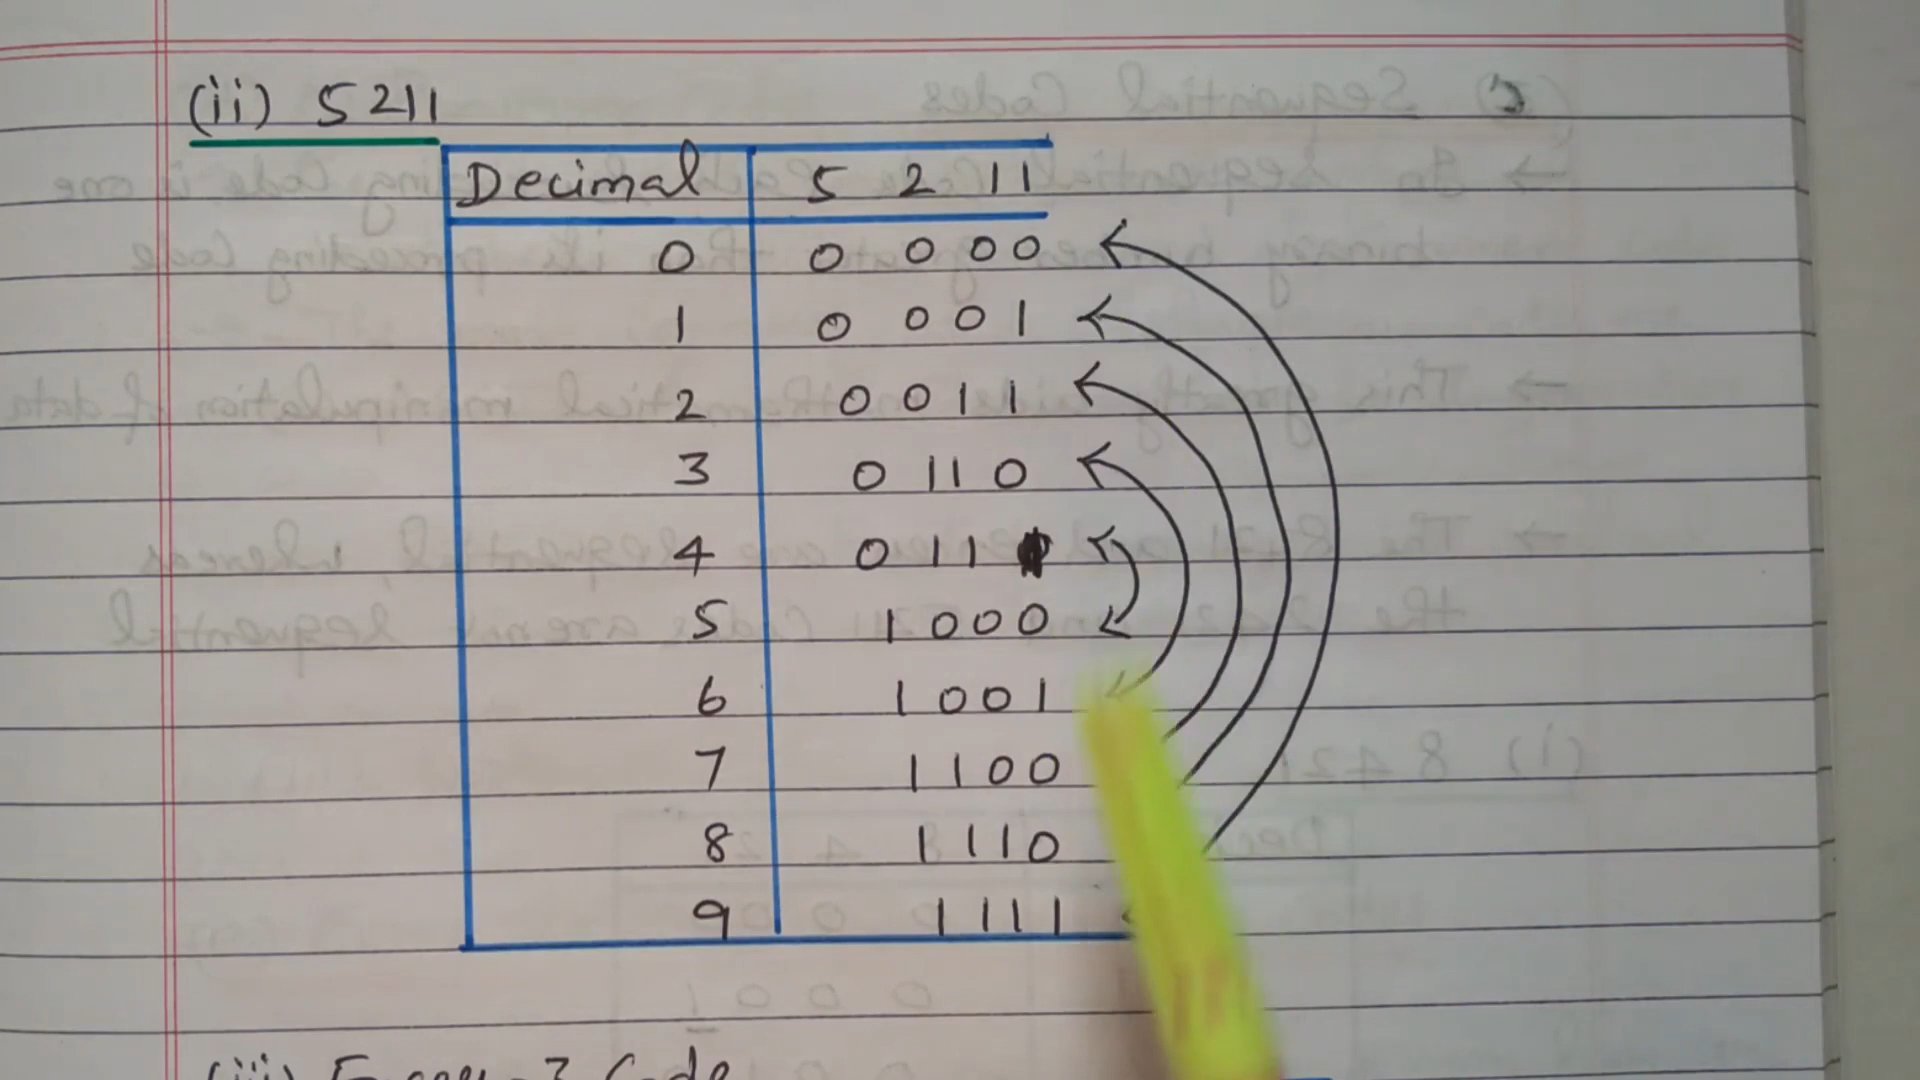 (ii) 5211
Decimal 5 2 1 1
0 0 0 0 0
1 0 0 0 1
2 0 0 1 1
3 0 1 1 0
4 0 1 1
5 1 0 0 0
6 1 0 0 1
7 1 1 0 0
8 1 1 1 0
9 1 1 1 1